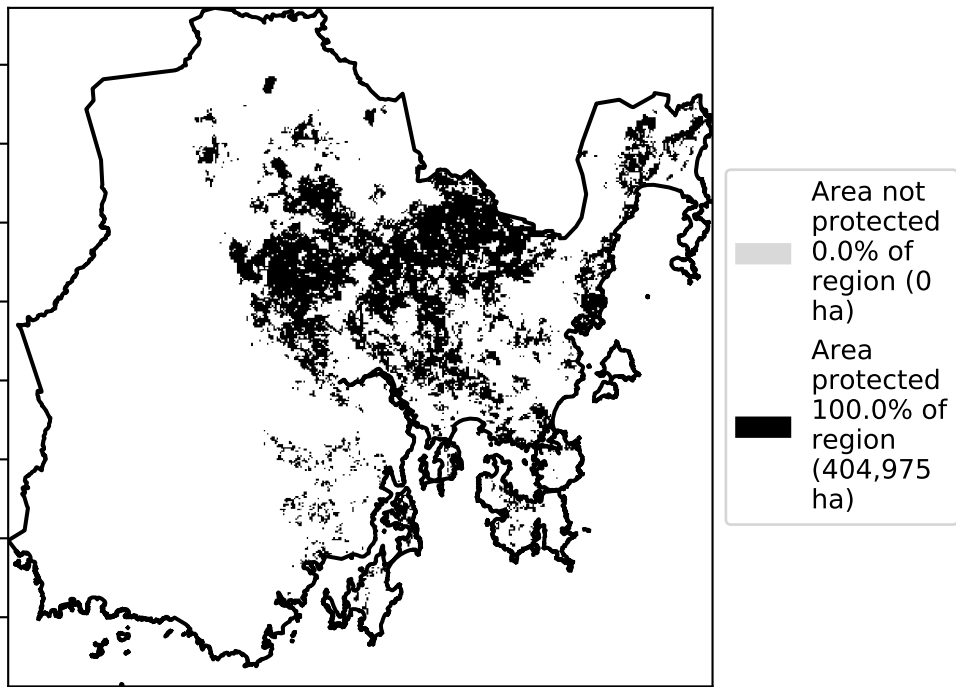 Area not
protected
0.0% of
region (0
ha)
Area
protected
100.0% of
region
(404,975
ha)